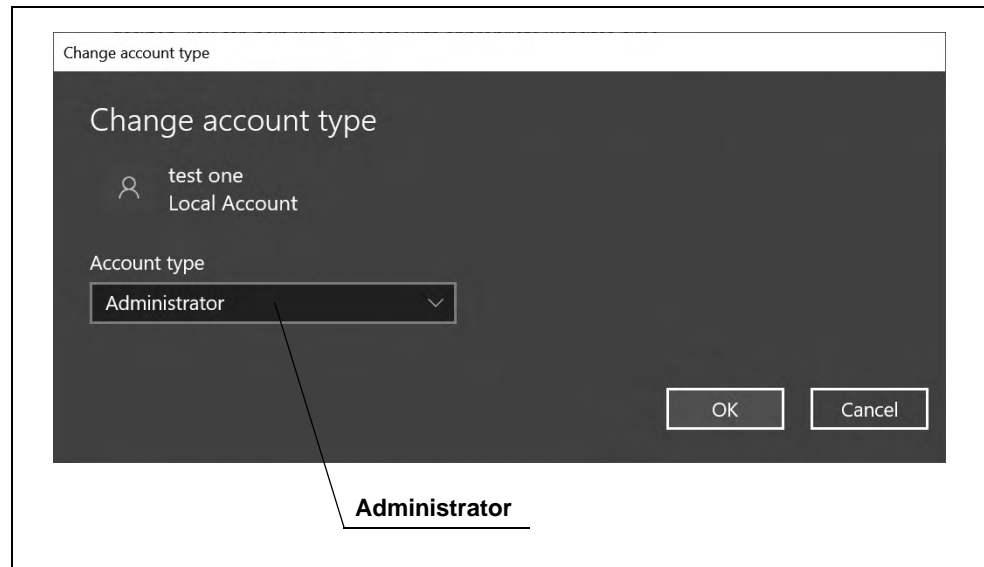 Change account type
Change account type
test one
Local Account
Account type
Administrator
OK Cancel
Administrator